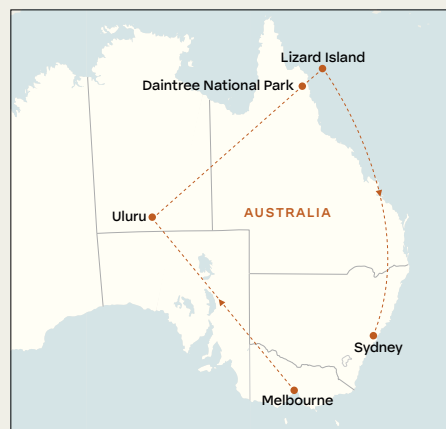 Lizard Island
Daintree National Park
Uluru
AUSTRALIA
Sydney
Melbourne